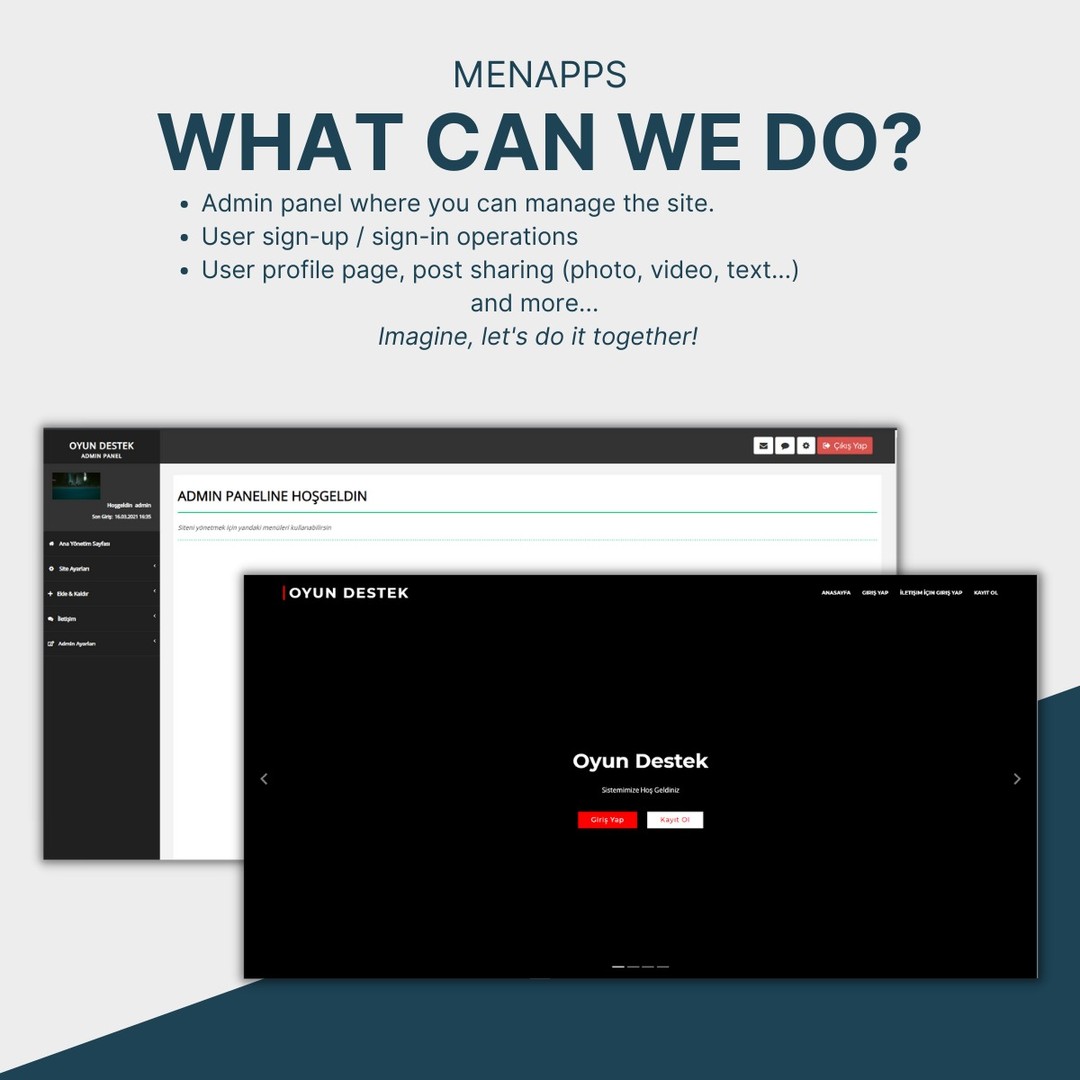 MENAPPS
WHAT CAN WE DO?
• Admin panel where you can manage the site.
• User sign-up / sign-in operations
• User profile page, post sharing (photo, video, text...)
and more...
Imagine, let's do it together!
OYUN DESTEK
ADMIN PANEL
Çıkış Yap
Hoşgeldin admin
Son Giriş: 16.03.2021 16:35
ADMIN PANELINE HOŞGELDIN
Siteni yönetmek için yandaki menüleri kullanabilirsin
Ana Yönetim Sayfası
Site Ayarları
Ekle & Kaldır
İletişim
Admin Ayarları
OYUN DESTEK
ANASAYFA GIRIŞ YAP İLETIŞIM İÇIN GIRIŞ YAP KAYIT OL
Oyun Destek
Sistemimize Hoş Geldiniz
Giriş Yap Kayıt Ol